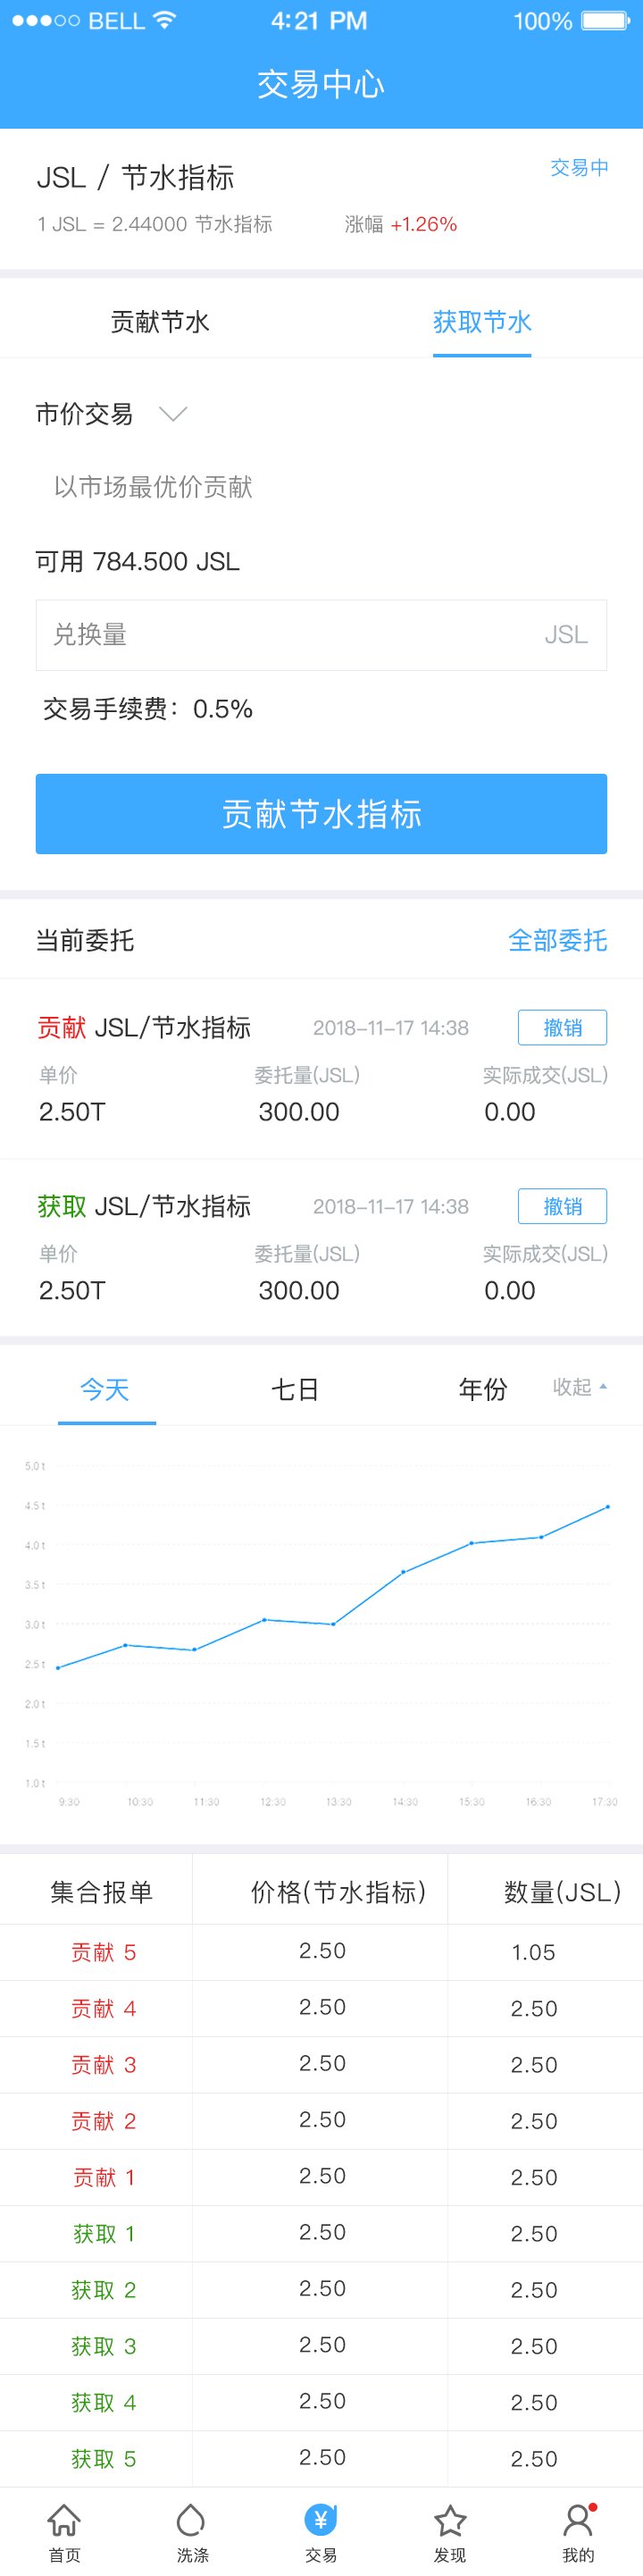 BELL 4:21 PM 100%
交易中心
JSL / 节水指标 交易中
1 JSL = 2.44000 节水指标 涨幅 +1.26%
贡献节水 获取节水
市价交易
以市场最优价贡献
可用 784.500 JSL
兑换量 JSL
交易手续费：0.5%
贡献节水指标
当前委托 全部委托
贡献 JSL/节水指标 2018-11-17 14:38 撤销
单价 委托量(JSL) 实际成交(JSL)
2.50T 300.00 0.00
获取 JSL/节水指标 2018-11-17 14:38 撤销
单价 委托量(JSL) 实际成交(JSL)
2.50T 300.00 0.00
今天 七日 年份 收起
5.0 t
4.5 t
4.0 t
3.5 t
3.0 t
2.5 t
2.0 t
1.5 t
1.0 t
9:30 10:30 11:30 12:30 13:30 14:30 15:30 16:30 17:30
集合报单 价格(节水指标) 数量(JSL)
贡献 5 2.50 1.05
贡献 4 2.50 2.50
贡献 3 2.50 2.50
贡献 2 2.50 2.50
贡献 1 2.50 2.50
获取 1 2.50 2.50
获取 2 2.50 2.50
获取 3 2.50 2.50
获取 4 2.50 2.50
获取 5 2.50 2.50
¥
首页 洗涤 交易 发现 我的